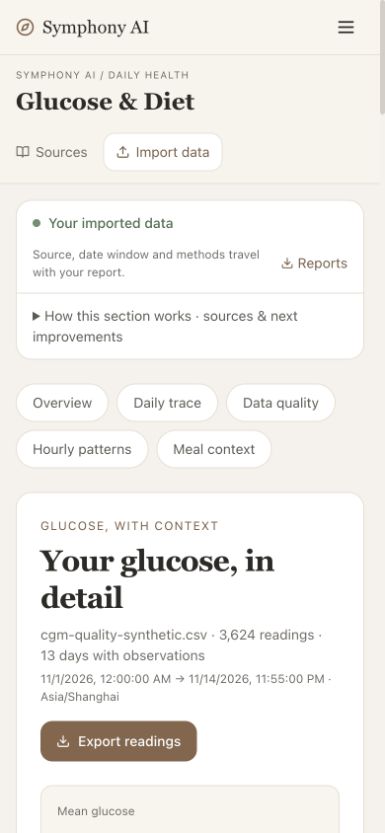 Symphony AI
SYMPHONY AI / DAILY HEALTH
Glucose & Diet
Sources
Import data
Your imported data
Source, date window and methods travel
with your report.
Reports
How this section works · sources & next
improvements
Overview
Daily trace
Data quality
Hourly patterns
Meal context
GLUCOSE, WITH CONTEXT
Your glucose, in
detail
cgm-quality-synthetic.csv · 3,624 readings ·
13 days with observations
11/1/2026, 12:00:00 AM → 11/14/2026, 11:55:00 PM ·
Asia/Shanghai
Export readings
Mean glucose